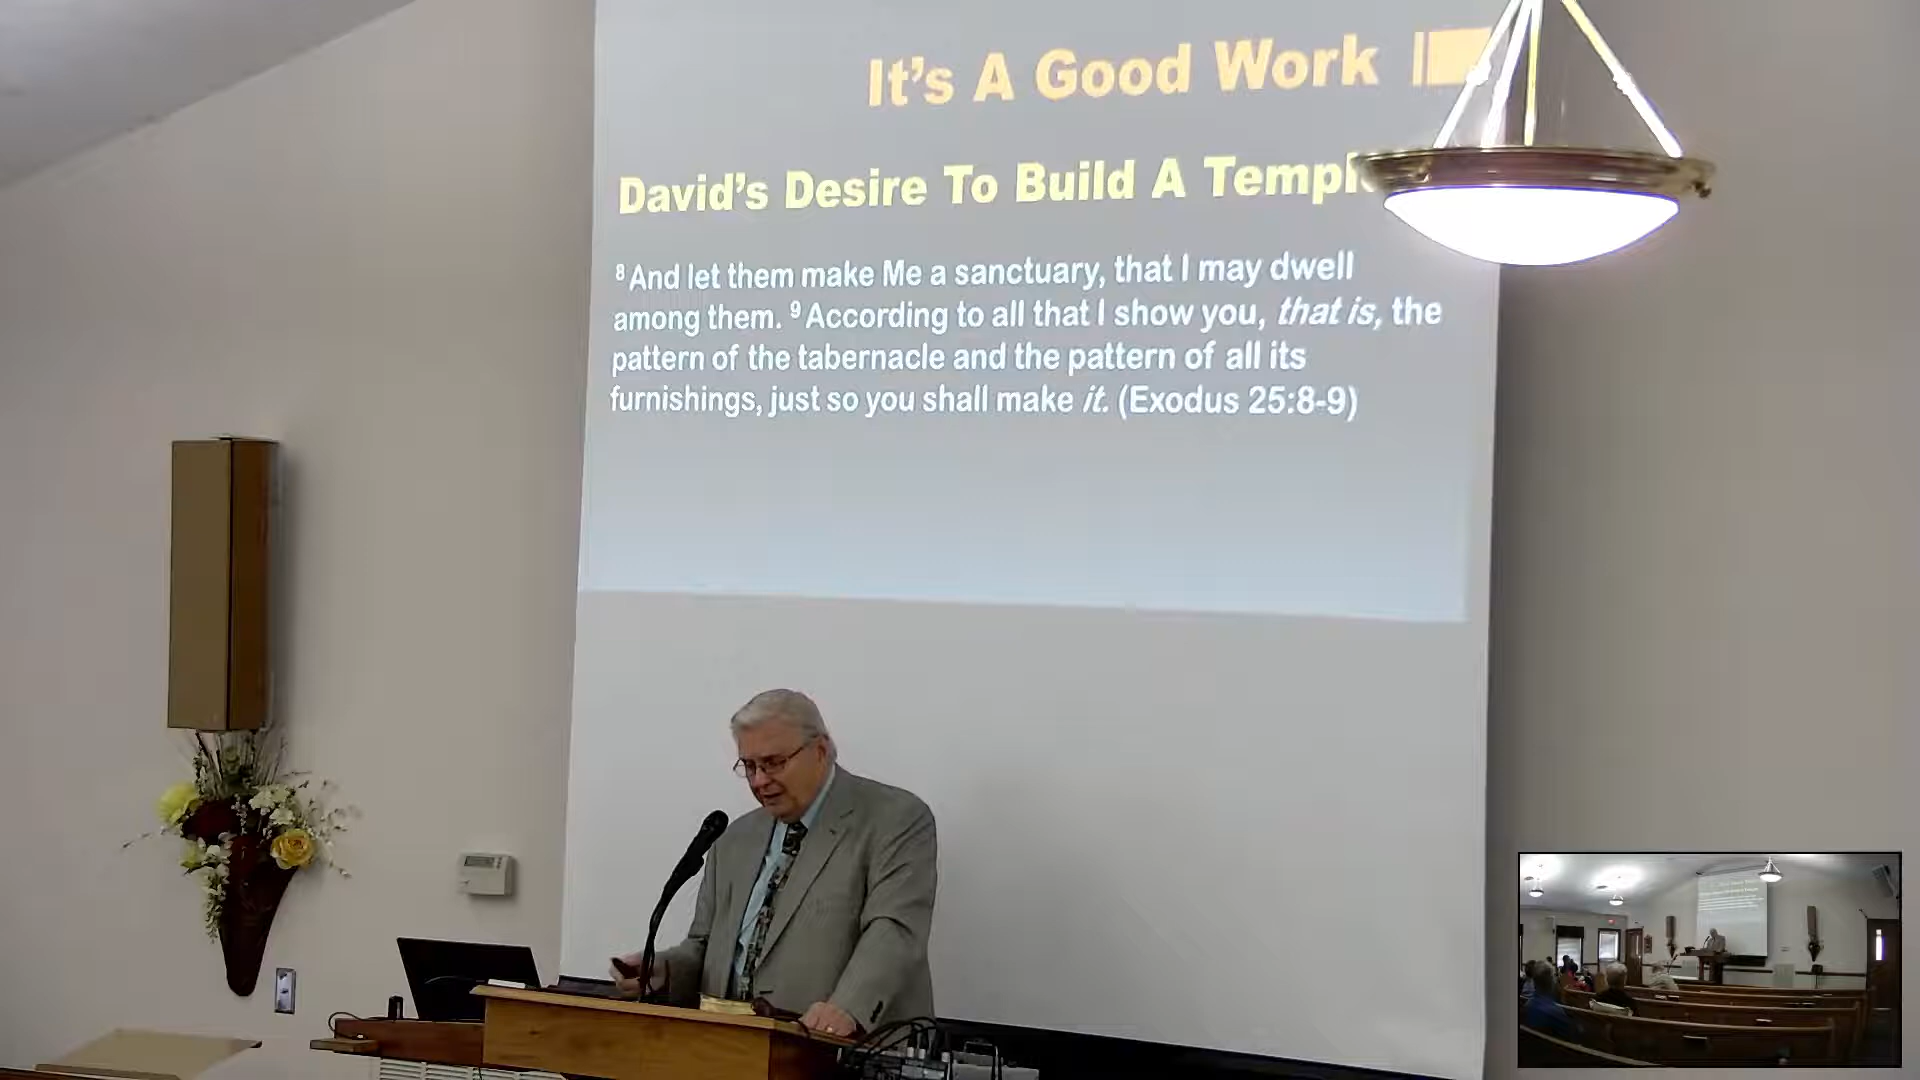 It's A Good Work
David's Desire To Build A Temple
8 And let them make Me a sanctuary, that I may dwell
among them. 9 According to all that I show you, that is, the
pattern of the tabernacle and the pattern of all its
furnishings, just so you shall make it. (Exodus 25:8-9)